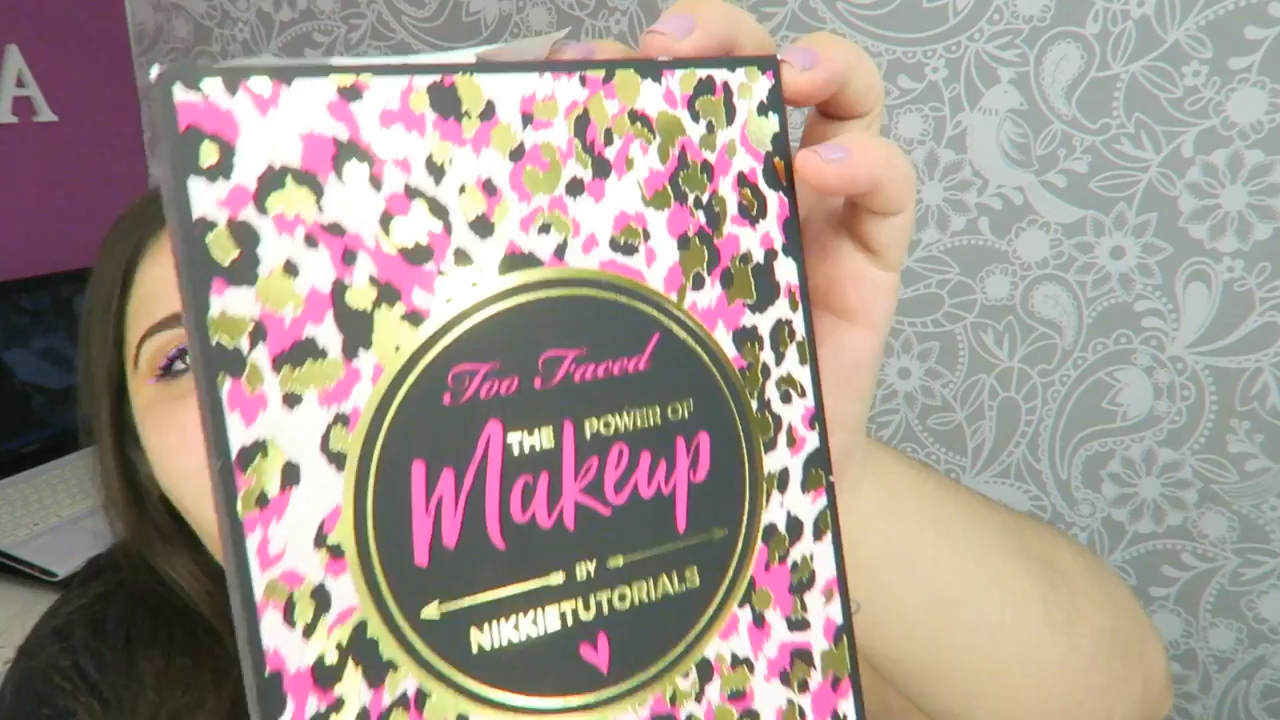 A
Too Faced
THE POWER OF
Makeup
BY
NIKKIETUTORIALS